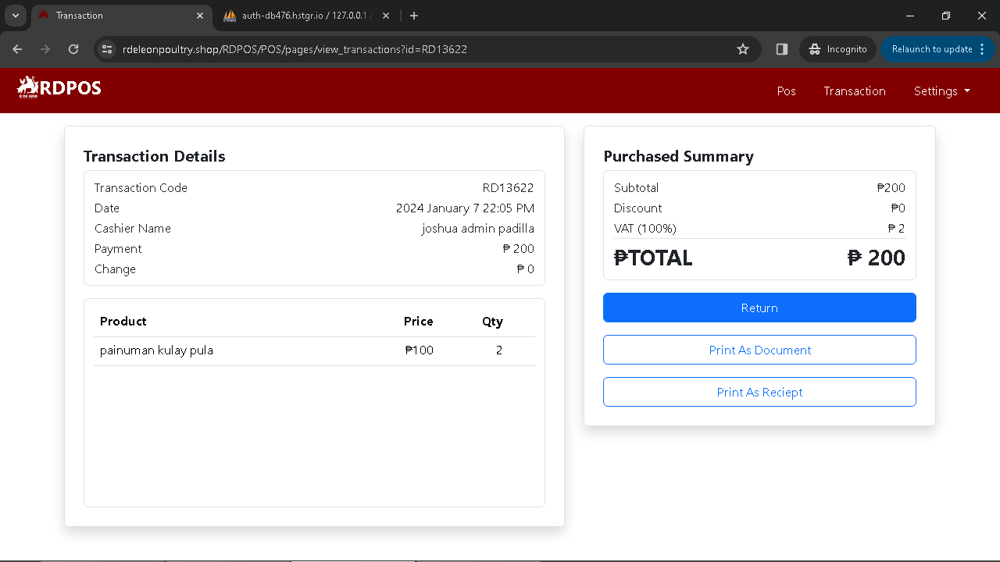 Transaction
auth-db476.hstgr.io / 127.0.0.1 /
rdeleonpoultry.shop/RDPOS/POS/pages/view_transactions?id=RD13622
Incognito
Relaunch to update
R DE LEON
RDPOS
Pos
Transaction
Settings
Transaction Details
Transaction Code RD13622
Date 2024 January 7 22:05 PM
Cashier Name joshua admin padilla
Payment ₱ 200
Change ₱ 0
Product Price Qty
painuman kulay pula ₱100 2
Purchased Summary
Subtotal ₱200
Discount ₱0
VAT (100%) ₱ 2
₱TOTAL ₱ 200
Return
Print As Document
Print As Reciept